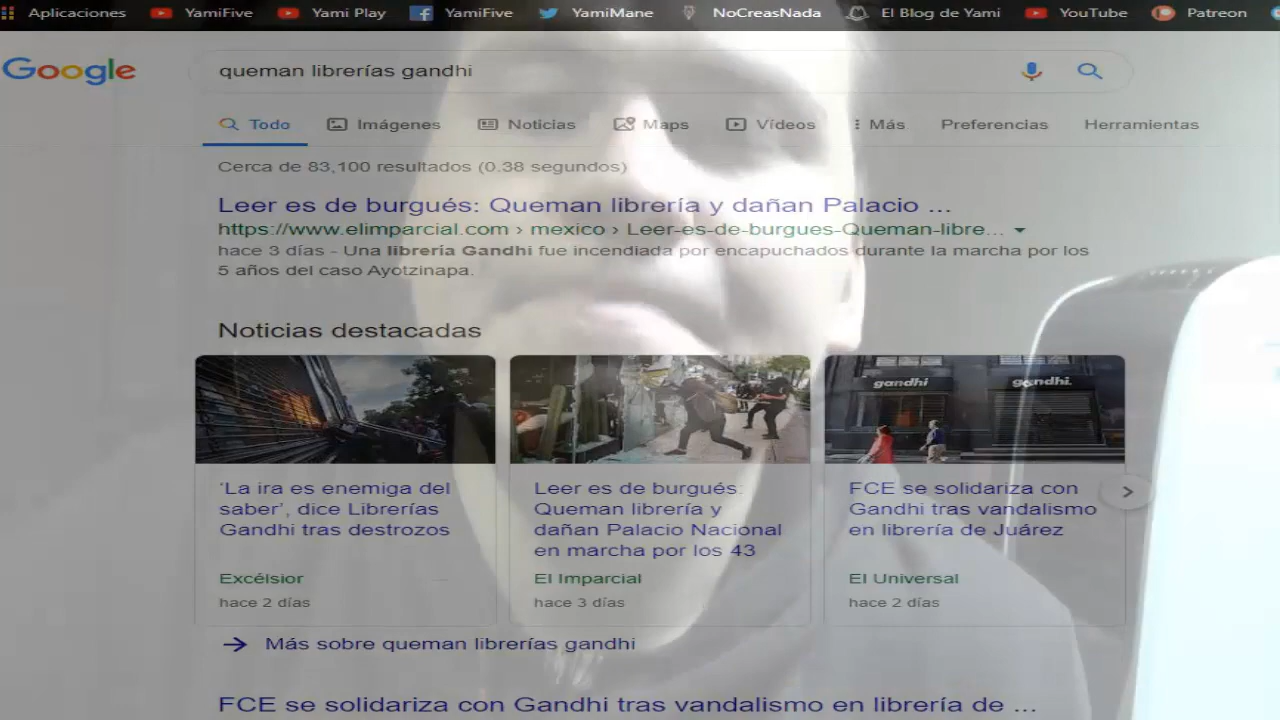 Aplicaciones YamiFive Yami Play YamiFive YamiMane NoCreasNada El Blog de Yami YouTube Patreon
Google queman librerías gandhi
Todo Imágenes Noticias Maps Vídeos Más Preferencias Herramientas
Cerca de 83,100 resultados (0.38 segundos)
Leer es de burgués: Queman librería y dañan Palacio ...
https://www.elimparcial.com › mexico › Leer-es-de-burgues-Queman-libre...
hace 3 días - Una librería Gandhi fue incendiada por encapuchados durante la marcha por los
5 años del caso Ayotzinapa.
Noticias destacadas
gandhi gandhi.
‘La ira es enemiga del
saber’, dice Librerías
Gandhi tras destrozos
Excélsior
hace 2 días
Leer es de burgués:
Queman librería y
dañan Palacio Nacional
en marcha por los 43
El Imparcial
hace 3 días
FCE se solidariza con
Gandhi tras vandalismo
en librería de Juárez
El Universal
hace 2 días
Más sobre queman librerías gandhi
FCE se solidariza con Gandhi tras vandalismo en librería de ...